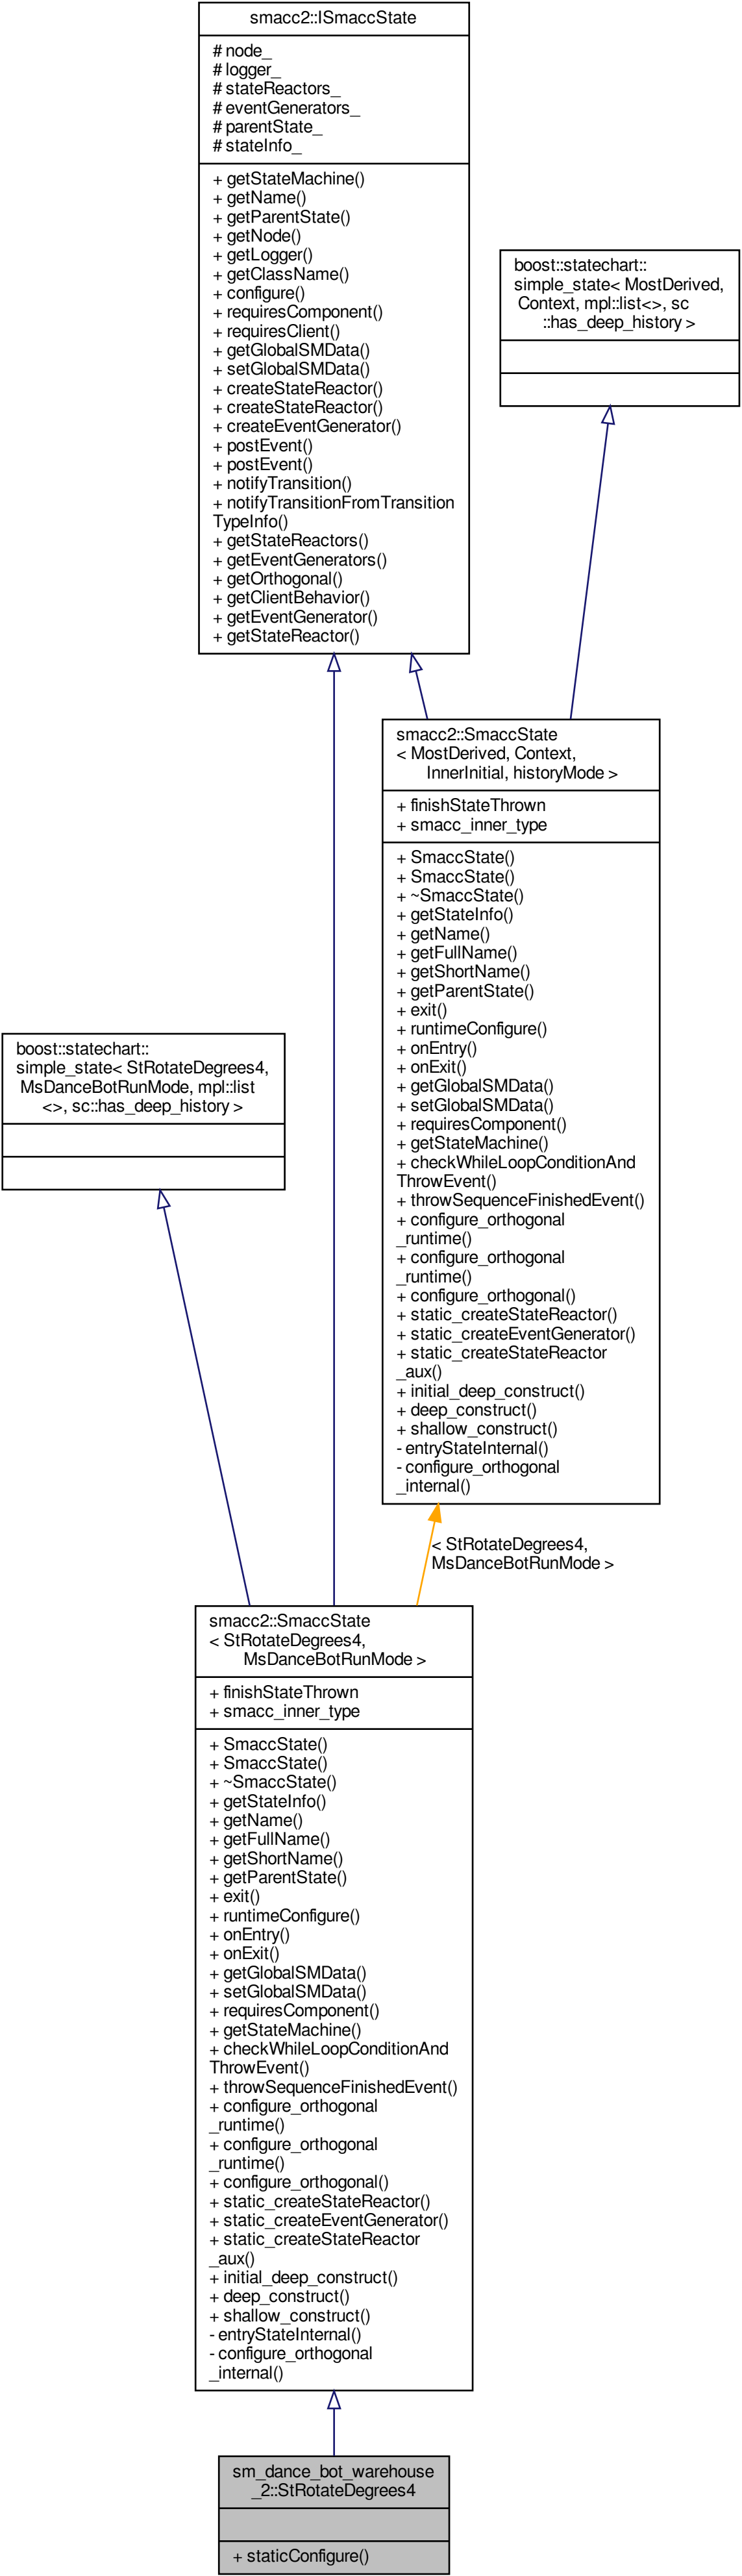 smacc2::ISmaccState
# node_
# logger_
# stateReactors_
# eventGenerators_
# parentState_
# stateInfo_
+ getStateMachine()
+ getName()
+ getParentState()
+ getNode()
+ getLogger()
+ getClassName()
+ configure()
+ requiresComponent()
+ requiresClient()
+ getGlobalSMData()
+ setGlobalSMData()
+ createStateReactor()
+ createStateReactor()
+ createEventGenerator()
+ postEvent()
+ postEvent()
+ notifyTransition()
+ notifyTransitionFromTransition
TypeInfo()
+ getStateReactors()
+ getEventGenerators()
+ getOrthogonal()
+ getClientBehavior()
+ getEventGenerator()
+ getStateReactor()
boost::statechart::
simple_state< MostDerived,
Context, mpl::list<>, sc
::has_deep_history >
smacc2::SmaccState
< MostDerived, Context,
InnerInitial, historyMode >
+ finishStateThrown
+ smacc_inner_type
+ SmaccState()
+ SmaccState()
+ ~SmaccState()
+ getStateInfo()
+ getName()
+ getFullName()
+ getShortName()
+ getParentState()
+ exit()
+ runtimeConfigure()
+ onEntry()
+ onExit()
+ getGlobalSMData()
+ setGlobalSMData()
+ requiresComponent()
+ getStateMachine()
+ checkWhileLoopConditionAnd
ThrowEvent()
+ throwSequenceFinishedEvent()
+ configure_orthogonal
_runtime()
+ configure_orthogonal
_runtime()
+ configure_orthogonal()
+ static_createStateReactor()
+ static_createEventGenerator()
+ static_createStateReactor
_aux()
+ initial_deep_construct()
+ deep_construct()
+ shallow_construct()
- entryStateInternal()
- configure_orthogonal
_internal()
boost::statechart::
simple_state< StRotateDegrees4,
MsDanceBotRunMode, mpl::list
<>, sc::has_deep_history >
< StRotateDegrees4,
MsDanceBotRunMode >
smacc2::SmaccState
< StRotateDegrees4,
MsDanceBotRunMode >
+ finishStateThrown
+ smacc_inner_type
+ SmaccState()
+ SmaccState()
+ ~SmaccState()
+ getStateInfo()
+ getName()
+ getFullName()
+ getShortName()
+ getParentState()
+ exit()
+ runtimeConfigure()
+ onEntry()
+ onExit()
+ getGlobalSMData()
+ setGlobalSMData()
+ requiresComponent()
+ getStateMachine()
+ checkWhileLoopConditionAnd
ThrowEvent()
+ throwSequenceFinishedEvent()
+ configure_orthogonal
_runtime()
+ configure_orthogonal
_runtime()
+ configure_orthogonal()
+ static_createStateReactor()
+ static_createEventGenerator()
+ static_createStateReactor
_aux()
+ initial_deep_construct()
+ deep_construct()
+ shallow_construct()
- entryStateInternal()
- configure_orthogonal
_internal()
sm_dance_bot_warehouse
_2::StRotateDegrees4
+ staticConfigure()